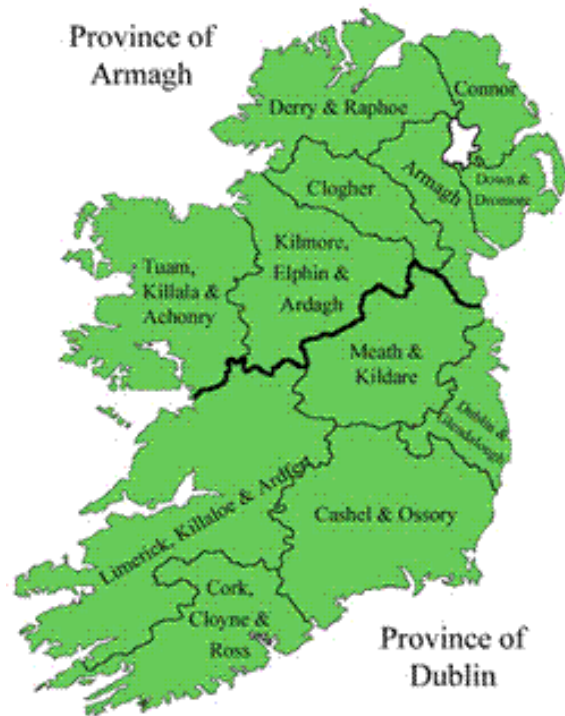 Province of
Armagh
Connor
Derry & Raphoe
Armagh
Clogher
Down &
Dromore
Kilmore,
Elphin &
Ardagh
Tuam,
Killala &
Achonry
Meath &
Kildare
Dublin &
Glendalough
Limerick, Killaloe & Ardfert
Cashel & Ossory
Cork,
Cloyne &
Ross
Province of
Dublin